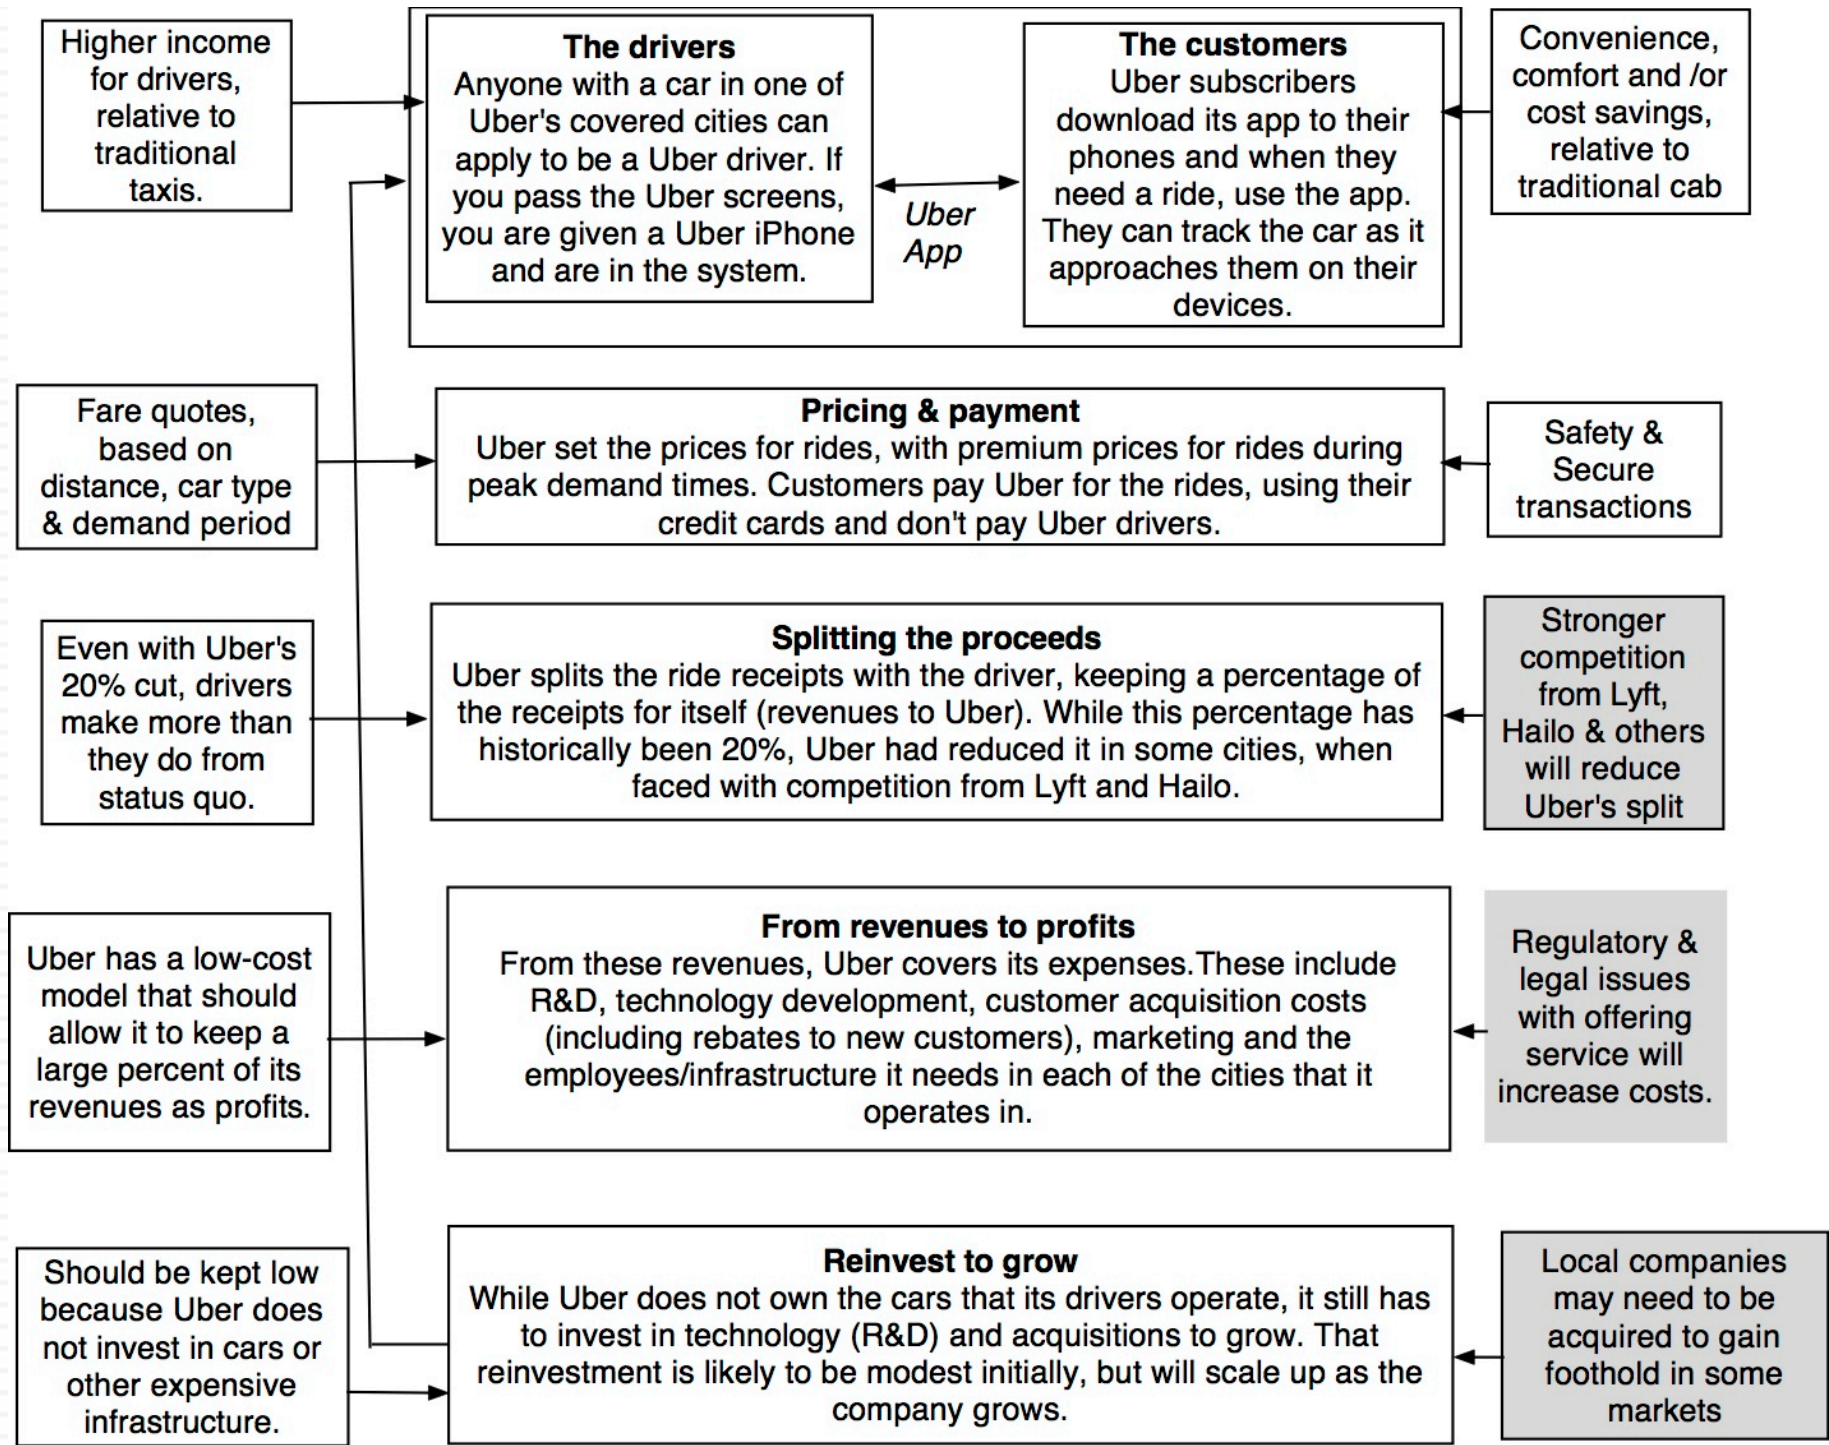 Higher income
for drivers,
relative to
traditional
taxis.
The drivers
Anyone with a car in one of
Uber's covered cities can
apply to be a Uber driver. If
you pass the Uber screens,
you are given a Uber iPhone
and are in the system.
Uber
App
The customers
Uber subscribers
download its app to their
phones and when they
need a ride, use the app.
They can track the car as it
approaches them on their
devices.
Convenience,
comfort and /or
cost savings,
relative to
traditional cab
Fare quotes,
based on
distance, car type
& demand period
Pricing & payment
Uber set the prices for rides, with premium prices for rides during
peak demand times. Customers pay Uber for the rides, using their
credit cards and don't pay Uber drivers.
Safety &
Secure
transactions
Even with Uber's
20% cut, drivers
make more than
they do from
status quo.
Splitting the proceeds
Uber splits the ride receipts with the driver, keeping a percentage of
the receipts for itself (revenues to Uber). While this percentage has
historically been 20%, Uber had reduced it in some cities, when
faced with competition from Lyft and Hailo.
Stronger
competition
from Lyft,
Hailo & others
will reduce
Uber's split
Uber has a low-cost
model that should
allow it to keep a
large percent of its
revenues as profits.
From revenues to profits
From these revenues, Uber covers its expenses.These include
R&D, technology development, customer acquisition costs
(including rebates to new customers), marketing and the
employees/infrastructure it needs in each of the cities that it
operates in.
Regulatory &
legal issues
with offering
service will
increase costs.
Should be kept low
because Uber does
not invest in cars or
other expensive
infrastructure.
Reinvest to grow
While Uber does not own the cars that its drivers operate, it still has
to invest in technology (R&D) and acquisitions to grow. That
reinvestment is likely to be modest initially, but will scale up as the
company grows.
Local companies
may need to be
acquired to gain
foothold in some
markets